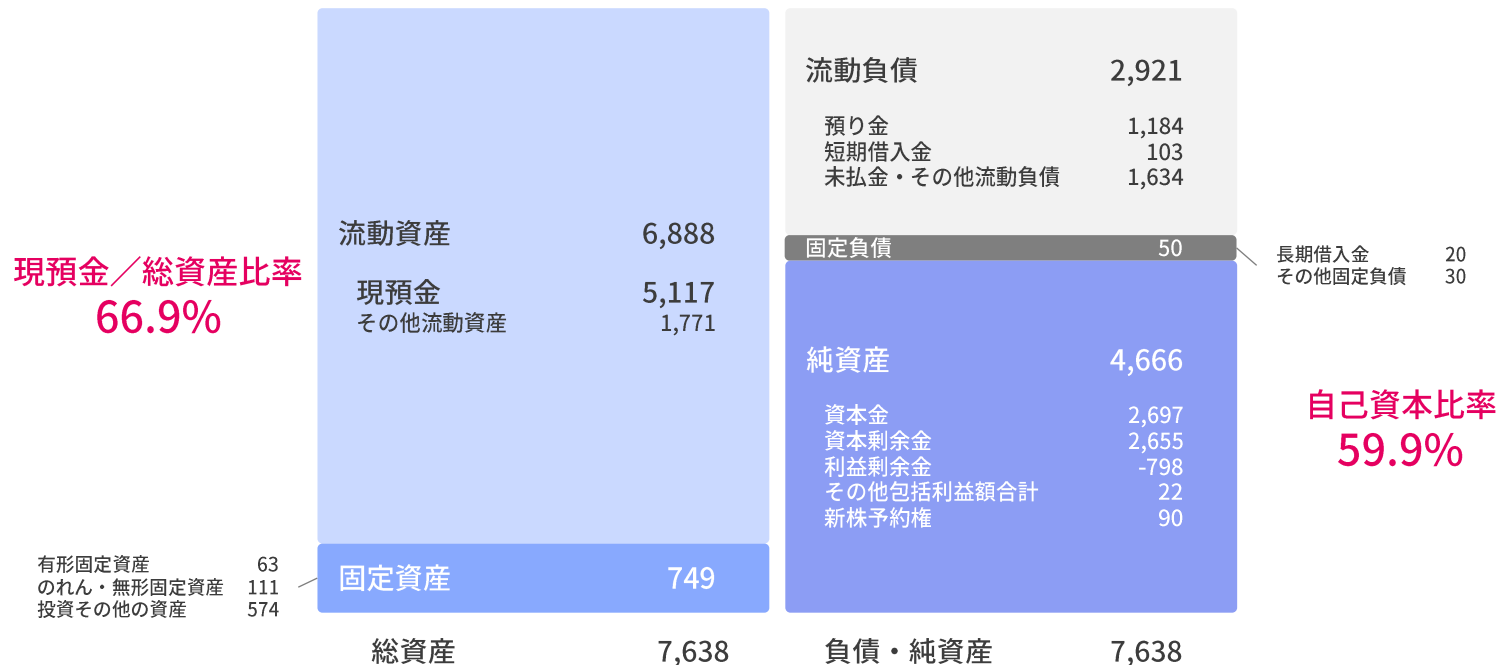 現預金／総資産比率
66.9%
流動資産 6,888
現預金 5,117
その他流動資産 1,771
有形固定資産 63
のれん・無形固定資産 111
投資その他の資産 574
固定資産 749
総資産 7,638
流動負債 2,921
預り金 1,184
短期借入金 103
未払金・その他流動負債 1,634
固定負債 50
長期借入金 20
その他固定負債 30
純資産 4,666
資本金 2,697
資本剰余金 2,655
利益剰余金 -798
その他包括利益額合計 22
新株予約権 90
自己資本比率
59.9%
負債・純資産 7,638